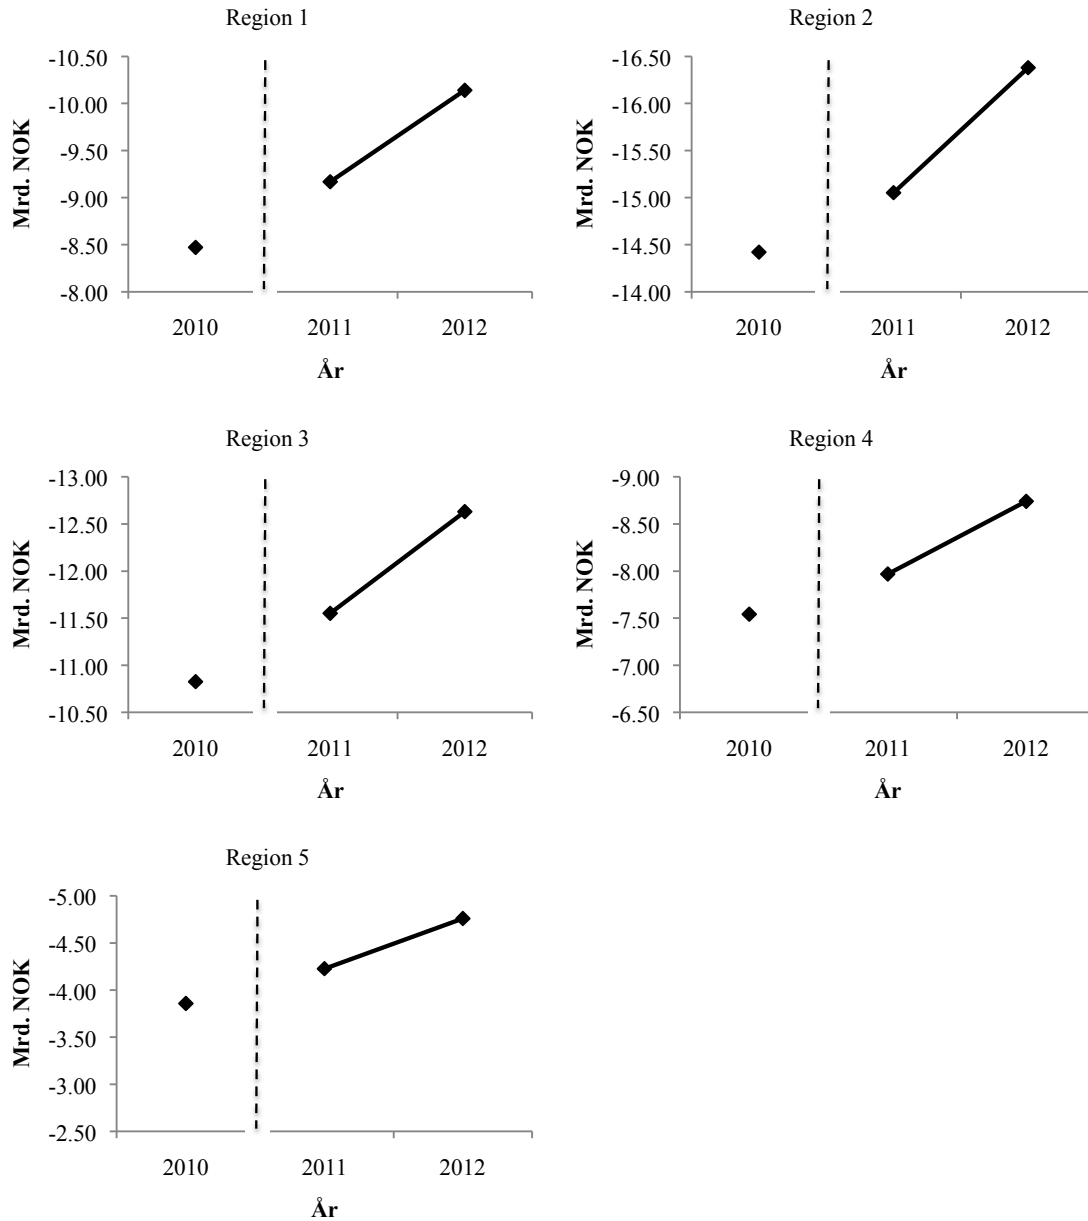 Region 1
Mrd. NOK
-10.50
-10.00
-9.50
-9.00
-8.50
-8.00
2010 2011 2012
År
Region 2
Mrd. NOK
-16.50
-16.00
-15.50
-15.00
-14.50
-14.00
2010 2011 2012
År
Region 3
Mrd. NOK
-13.00
-12.50
-12.00
-11.50
-11.00
-10.50
2010 2011 2012
År
Region 4
Mrd. NOK
-9.00
-8.50
-8.00
-7.50
-7.00
-6.50
2010 2011 2012
År
Region 5
Mrd. NOK
-5.00
-4.50
-4.00
-3.50
-3.00
-2.50
2010 2011 2012
År